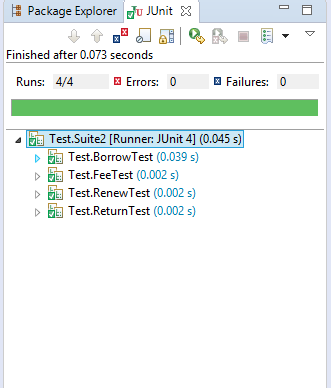 Package Explorer JUnit
Finished after 0.073 seconds
Runs: 4/4 Errors: 0 Failures: 0
Test.Suite2 [Runner: JUnit 4] (0.045 s)
Test.BorrowTest (0.039 s)
Test.FeeTest (0.002 s)
Test.RenewTest (0.002 s)
Test.ReturnTest (0.002 s)